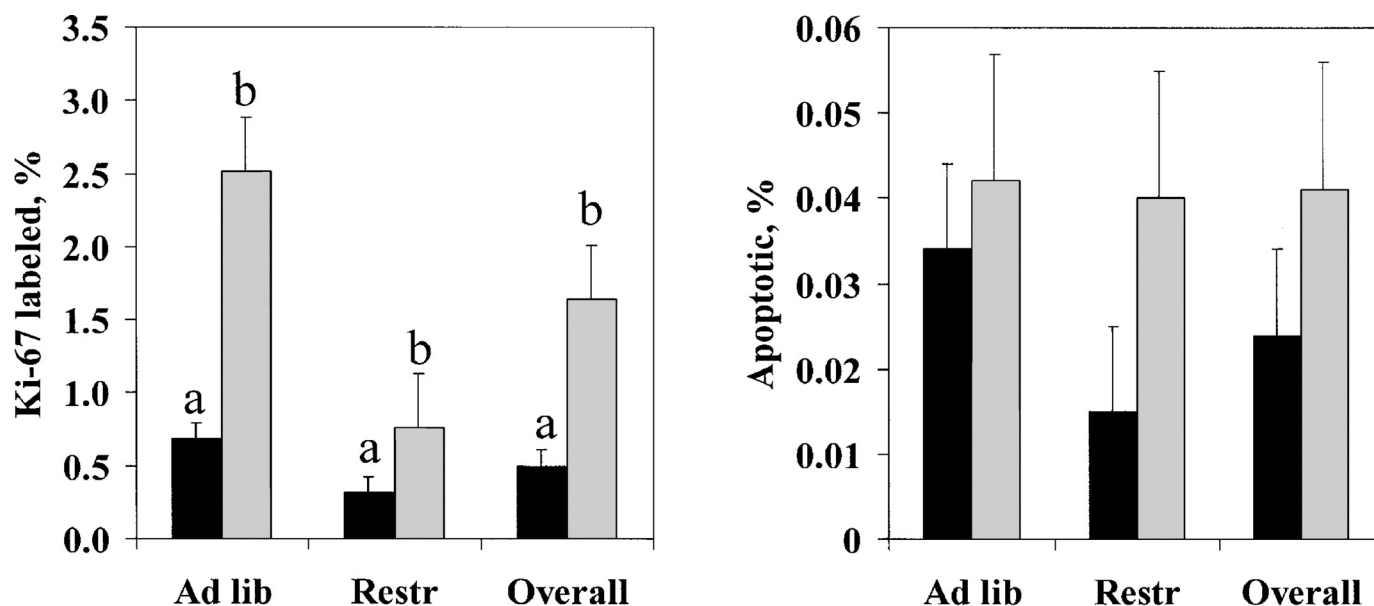 Ki-67 labeled, %
3.5
3.0
2.5
2.0
1.5
1.0
0.5
0.0
a
b
a
b
a
b
Ad lib
Restr
Overall
Apoptotic, %
0.06
0.05
0.04
0.03
0.02
0.01
0
Ad lib
Restr
Overall